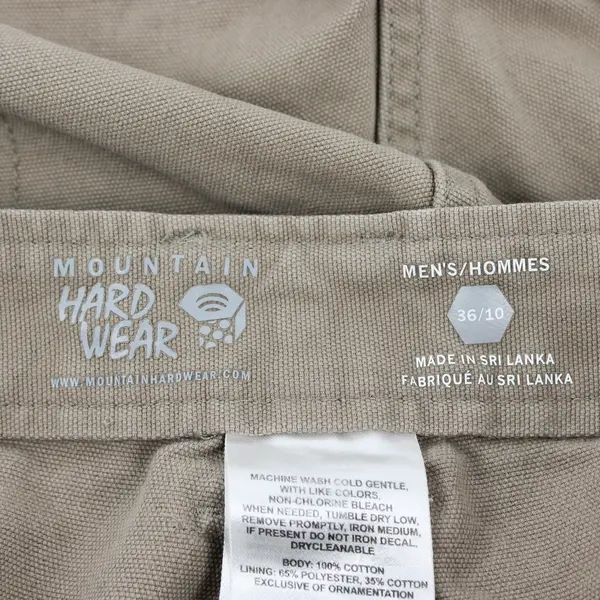 MOUNTAIN
HARD
WEAR
WWW.MOUNTAINHARDWEAR.COM
MEN'S/HOMMES
36/10
MADE IN SRI LANKA
FABRIQUÉ AU SRI LANKA
MACHINE WASH COLD GENTLE,
WITH LIKE COLORS,
NON-CHLORINE BLEACH
WHEN NEEDED, TUMBLE DRY LOW,
REMOVE PROMPTLY, IRON MEDIUM,
IF PRESENT DO NOT IRON DECAL,
DRYCLEANABLE
BODY: 100% COTTON
LINING: 65% POLYESTER, 35% COTTON
EXCLUSIVE OF ORNAMENTATION